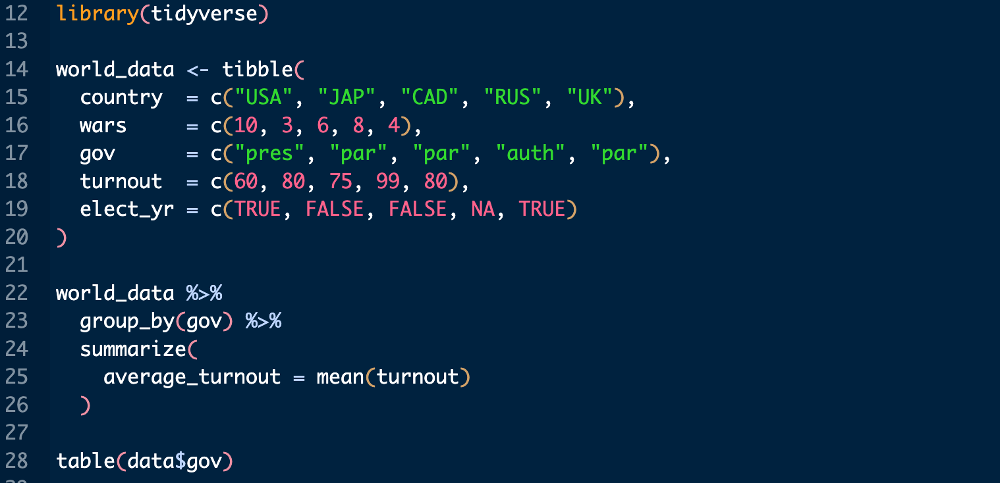 12 library(tidyverse)
13
14 world_data <- tibble(
15   country  = c("USA", "JAP", "CAD", "RUS", "UK"),
16   wars     = c(10, 3, 6, 8, 4),
17   gov      = c("pres", "par", "par", "auth", "par"),
18   turnout  = c(60, 80, 75, 99, 80),
19   elect_yr = c(TRUE, FALSE, FALSE, NA, TRUE)
20 )
21
22 world_data %>%
23   group_by(gov) %>%
24   summarize(
25     average_turnout = mean(turnout)
26   )
27
28 table(data$gov)